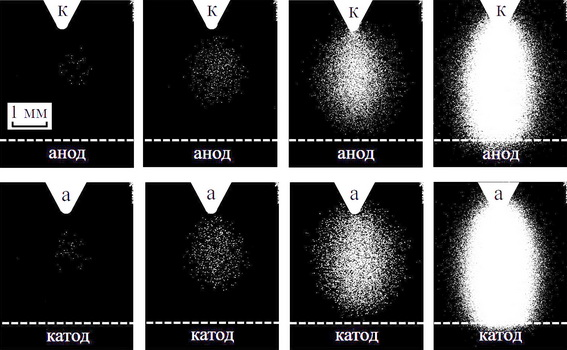 к к к к
1 мм
анод анод анод анод
а а а а
катод катод катод катод